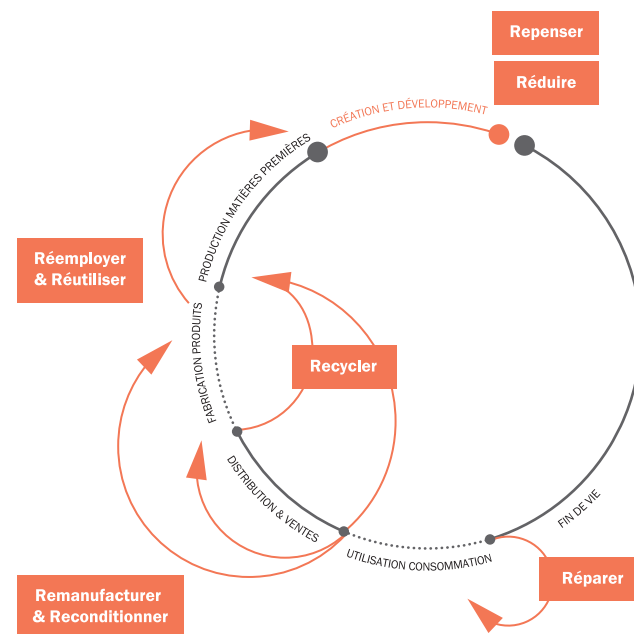 Repenser
Réduire
CRÉATION ET DÉVELOPPEMENT
PRODUCTION MATIÈRES PREMIÈRES
Réemployer
& Réutiliser
FABRICATION PRODUITS
Recycler
DISTRIBUTION & VENTES
UTILISATION CONSOMMATION
FIN DE VIE
Réparer
Remanufacturer
& Reconditionner